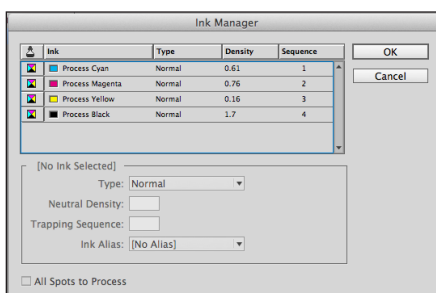 Ink Manager
Ink Type Density Sequence
Process Cyan Normal 0.61 1
Process Magenta Normal 0.76 2
Process Yellow Normal 0.16 3
Process Black Normal 1.7 4
OK
Cancel
[No Ink Selected]
Type: Normal
Neutral Density:
Trapping Sequence:
Ink Alias: [No Alias]
All Spots to Process